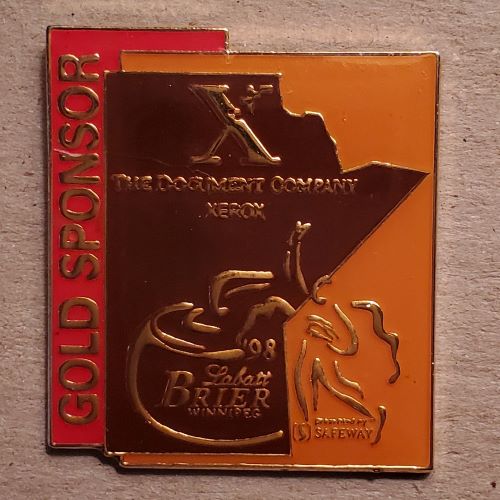 GOLD SPONSOR
X
THE DOCUMENT COMPANY
XEROX
'98
Labatt
BRIER
WINNIPEG
SAFEWAY